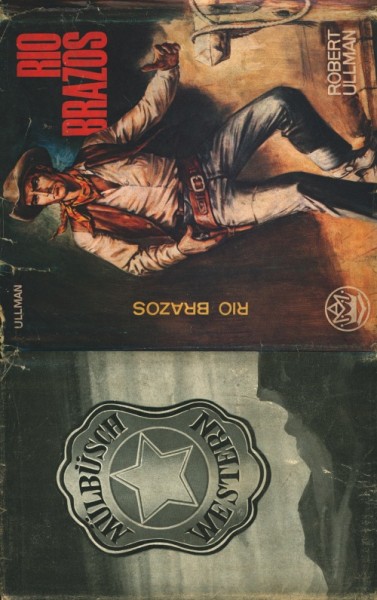 RIO
BRAZOS
ROBERT
ULLMAN
ULLMAN
RIO BRAZOS
MÜLBÜSCH
WESTERN